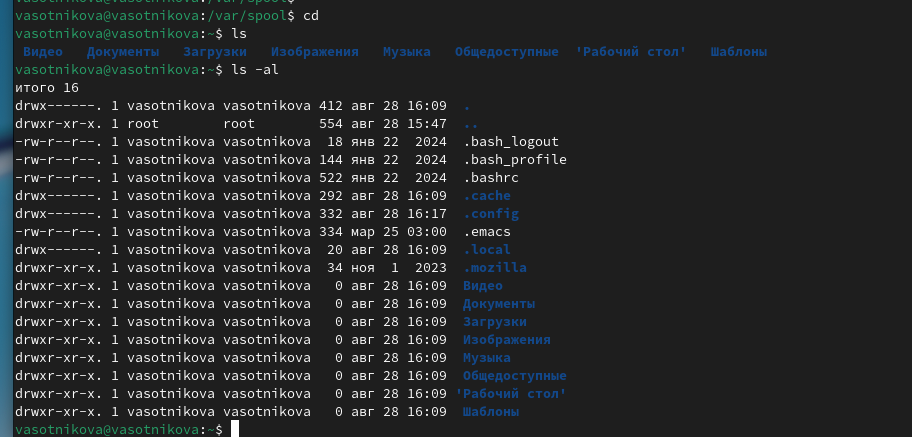 vasotnikova@vasotnikova:/var/spool$
vasotnikova@vasotnikova:/var/spool$ cd
vasotnikova@vasotnikova:~$ ls
Видео Документы Загрузки Изображения Музыка Общедоступные 'Рабочий стол' Шаблоны
vasotnikova@vasotnikova:~$ ls -al
итого 16
drwx------. 1 vasotnikova vasotnikova 412 авг 28 16:09 .
drwxr-xr-x. 1 root root 554 авг 28 15:47 ..
-rw-r--r--. 1 vasotnikova vasotnikova 18 янв 22 2024 .bash_logout
-rw-r--r--. 1 vasotnikova vasotnikova 144 янв 22 2024 .bash_profile
-rw-r--r--. 1 vasotnikova vasotnikova 522 янв 22 2024 .bashrc
drwx------. 1 vasotnikova vasotnikova 292 авг 28 16:09 .cache
drwx------. 1 vasotnikova vasotnikova 332 авг 28 16:17 .config
-rw-r--r--. 1 vasotnikova vasotnikova 334 мар 25 03:00 .emacs
drwx------. 1 vasotnikova vasotnikova 20 авг 28 16:09 .local
drwxr-xr-x. 1 vasotnikova vasotnikova 34 ноя 1 2023 .mozilla
drwxr-xr-x. 1 vasotnikova vasotnikova 0 авг 28 16:09 Видео
drwxr-xr-x. 1 vasotnikova vasotnikova 0 авг 28 16:09 Документы
drwxr-xr-x. 1 vasotnikova vasotnikova 0 авг 28 16:09 Загрузки
drwxr-xr-x. 1 vasotnikova vasotnikova 0 авг 28 16:09 Изображения
drwxr-xr-x. 1 vasotnikova vasotnikova 0 авг 28 16:09 Музыка
drwxr-xr-x. 1 vasotnikova vasotnikova 0 авг 28 16:09 Общедоступные
drwxr-xr-x. 1 vasotnikova vasotnikova 0 авг 28 16:09 'Рабочий стол'
drwxr-xr-x. 1 vasotnikova vasotnikova 0 авг 28 16:09 Шаблоны
vasotnikova@vasotnikova:~$